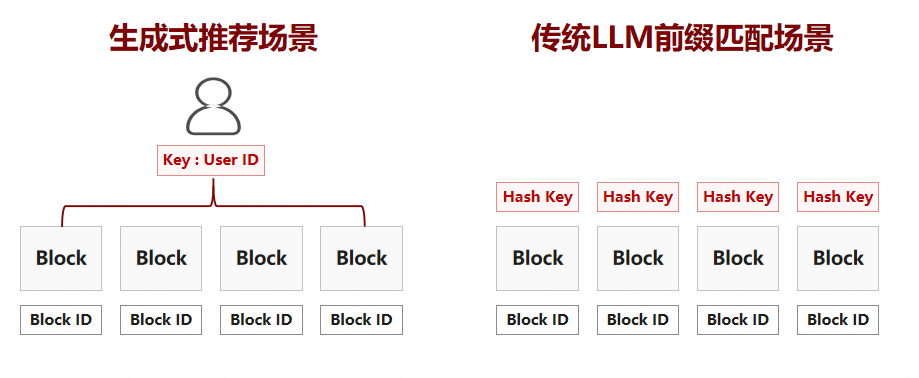 生成式推荐场景
传统LLM前缀匹配场景
Key : User ID
Hash Key Hash Key Hash Key Hash Key
Block Block Block Block
Block Block Block Block
Block ID Block ID Block ID Block ID
Block ID Block ID Block ID Block ID